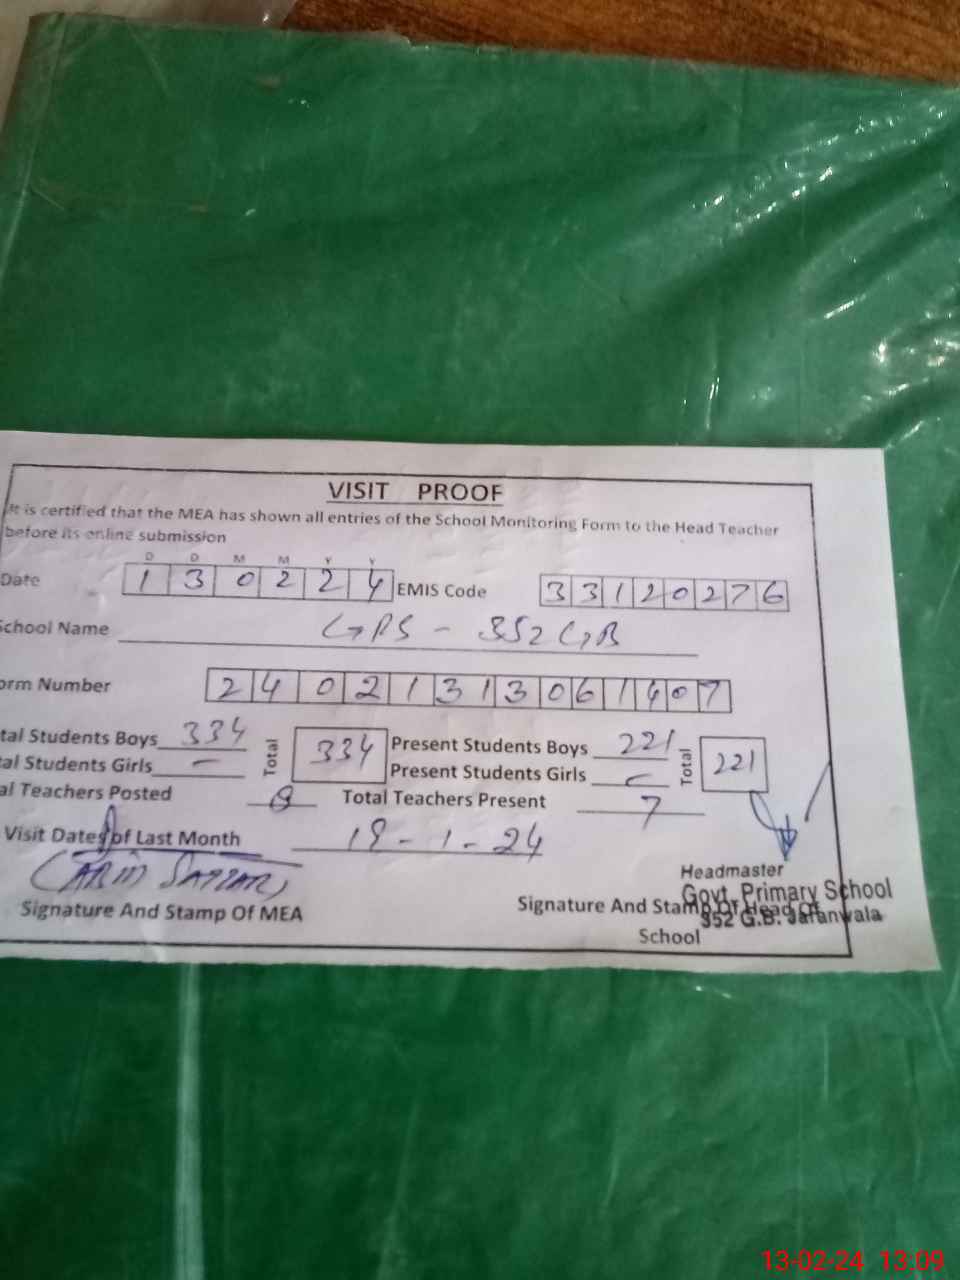 VISIT PROOF
It is certified that the MEA has shown all entries of the School Monitoring Form to the Head Teacher
before its online submission
D D M M Y Y
Date 1 3 0 2 2 4 EMIS Code 3 3 1 2 0 2 7 6
School Name GPS - 352 GB
orm Number 2 4 0 2 1 3 1 3 0 6 1 4 0 7
tal Students Boys 334 Total 334 Present Students Boys 221 Total 221
al Students Girls - Present Students Girls -
al Teachers Posted 8 Total Teachers Present 7
Visit Dates of Last Month 19-1-24
Signature And Stamp Of MEA
Headmaster
Govt. Primary School
352 G.B. Jaranwala
Signature And Stamp Of Head Of
School
13-02-24 13.09